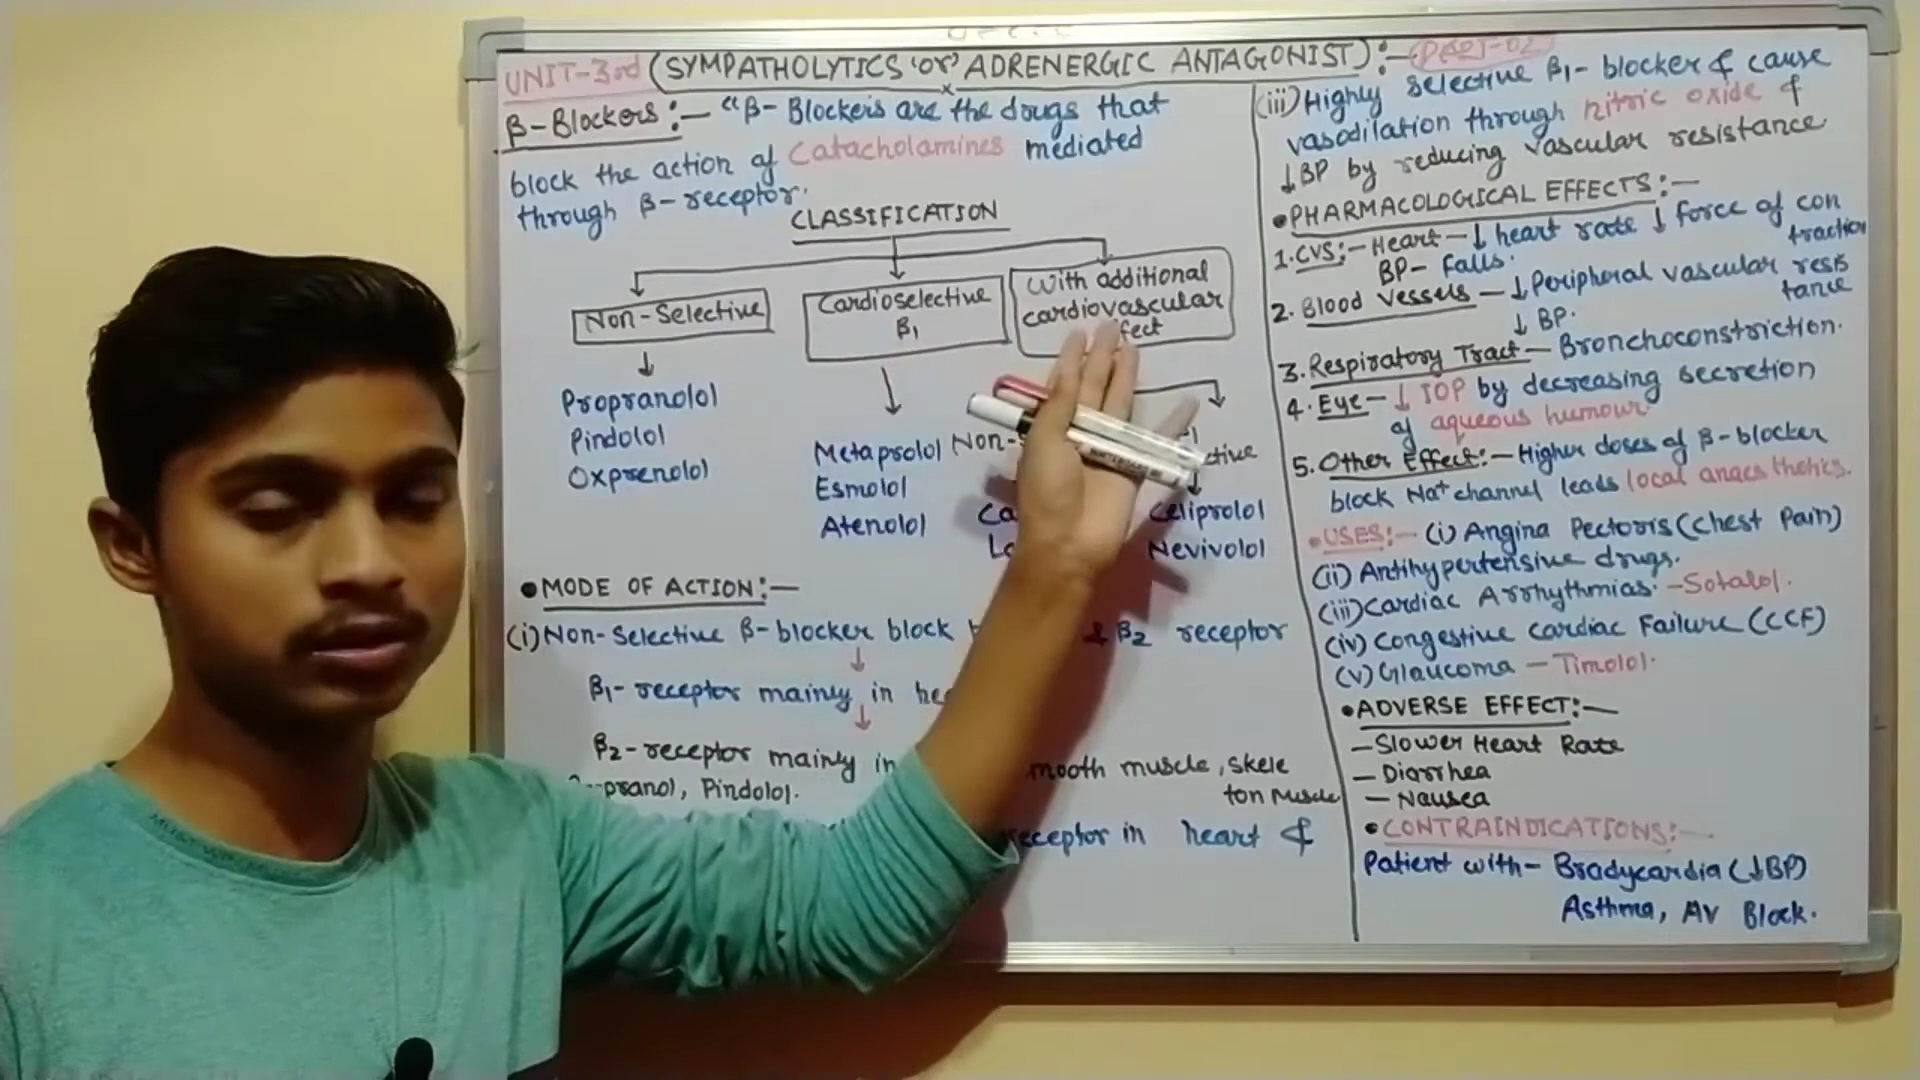 UNIT-3rd (SYMPATHOLYTICS 'or' ADRENERGIC ANTAGONIST):- (PART-02)
β-Blockers:- "β-Blockers are the drugs that
block the action of Catacholamines mediated
through β-receptor.
CLASSIFICATION
Non-Selective
Cardioselective
β1
With additional
cardiovascular
Propranolol
Pindolol
Oxprenolol
Metaprolol
Esmolol
Atenolol
Non-
Celiprolol
Nevivolol
• MODE OF ACTION:-
(i) Non-Selective β-blocker block β2 receptor
↓
β1-receptor mainly in
↓
β2-receptor mainly in smooth muscle, skele
ton Muscle
Pindolol.
receptor in heart &
(iii) Highly selective β1-blocker & cause
vasodilation through nitric oxide &
↓BP by reducing vascular resistance.
• PHARMACOLOGICAL EFFECTS:-
1. CVS:- Heart - ↓ heart rate ↓ force of con
traction
BP- Falls.
2. Blood Vessels - ↓ Peripheral vascular resis
tance
↓ BP.
3. Respiratory Tract - Bronchoconstriction.
4. Eye - ↓ IOP by decreasing secretion
of aqueous humour.
5. Other Effect:- Higher doses of β-blocker
block Na+ channel leads local anaesthetics.
• USES:- (i) Angina Pectoris (Chest Pain)
(ii) Antihypertensive drugs.
(iii) Cardiac Arrhythmias. - Sotalol.
(iv) Congestive Cardiac Failure (CCF)
(v) Glaucoma - Timolol.
• ADVERSE EFFECT:-
- Slower Heart Rate
- Diarrhea
- Nausea
• CONTRAINDICATIONS:-
Patient with - Bradycardia (↓BP)
Asthma, AV Block.